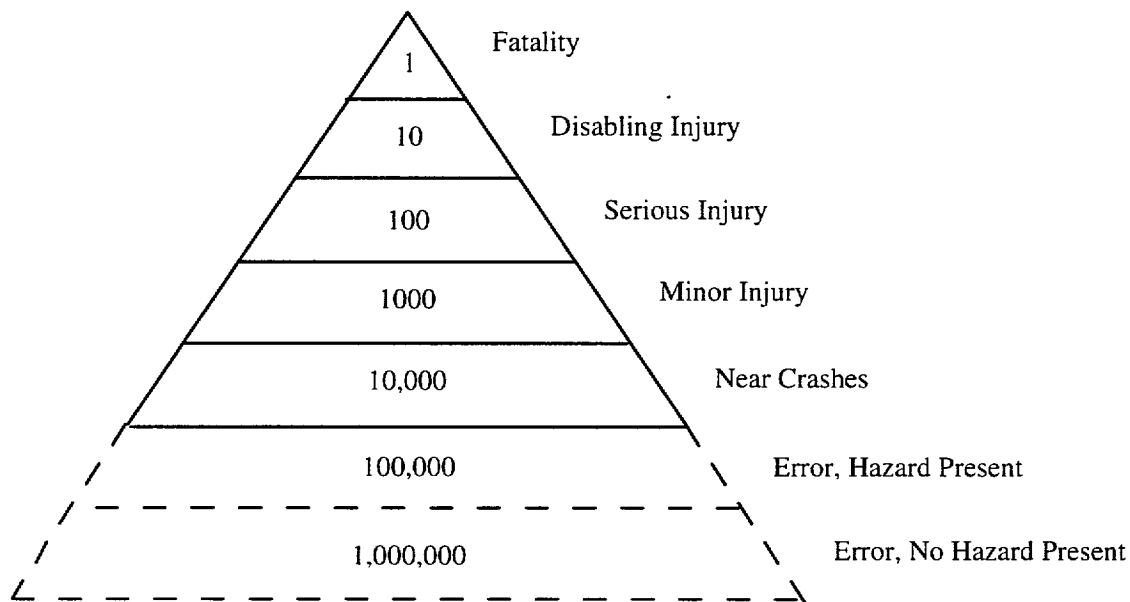 Fatality
1
Disabling Injury
10
Serious Injury
100
Minor Injury
1000
Near Crashes
10,000
Error, Hazard Present
100,000
Error, No Hazard Present
1,000,000